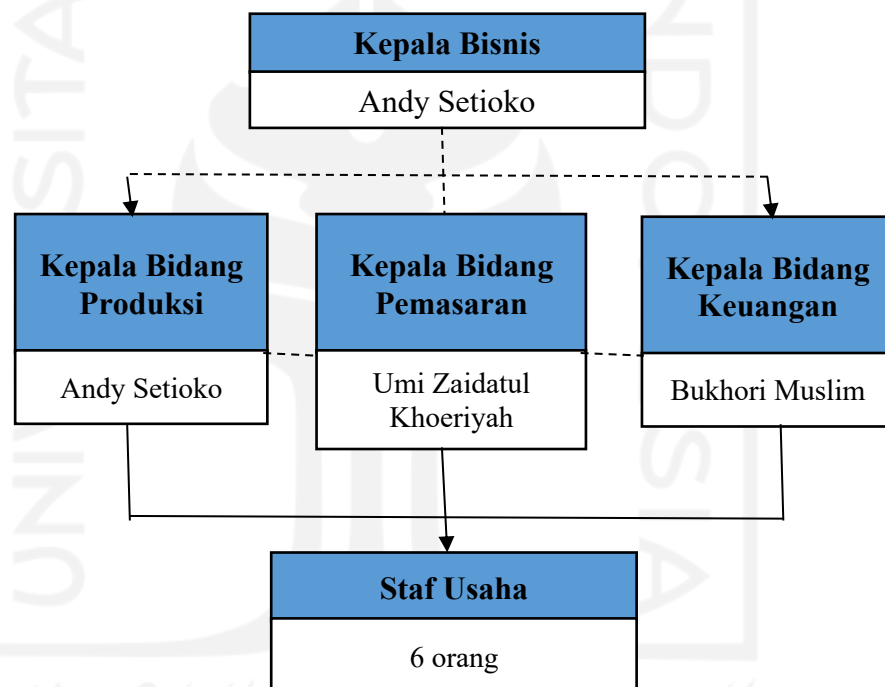 Kepala Bisnis
Andy Setioko
Kepala Bidang
Produksi
Andy Setioko
Kepala Bidang
Pemasaran
Umi Zaidatul
Khoeriyah
Kepala Bidang
Keuangan
Bukhori Muslim
Staf Usaha
6 orang